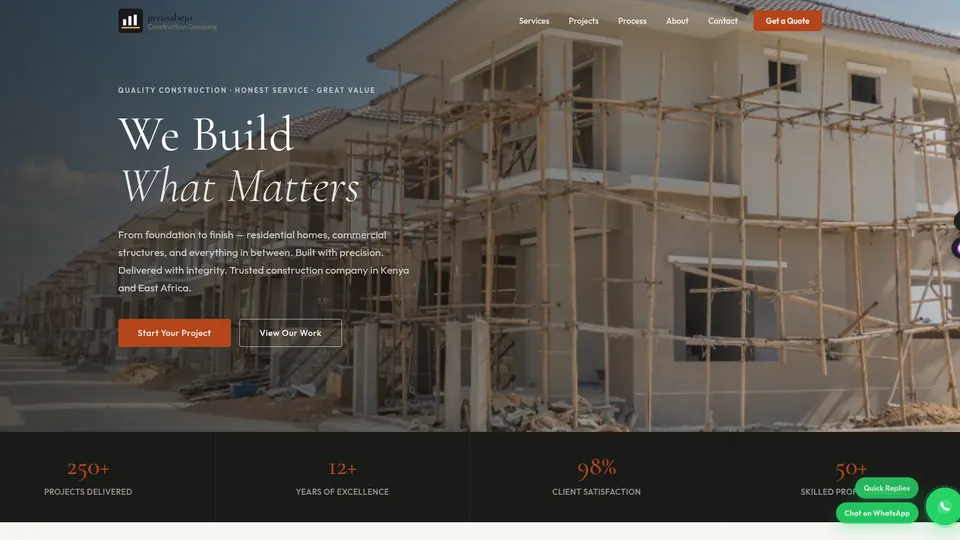 gerusabejo
Construction Company
Services Projects Process About Contact Get a Quote
QUALITY CONSTRUCTION · HONEST SERVICE · GREAT VALUE
We Build
What Matters
From foundation to finish — residential homes, commercial
structures, and everything in between. Built with precision.
Delivered with integrity. Trusted construction company in Kenya
and East Africa.
Start Your Project View Our Work
250+ 12+ 98% 50+
PROJECTS DELIVERED YEARS OF EXCELLENCE CLIENT SATISFACTION SKILLED
Quick Replies
Chat on WhatsApp